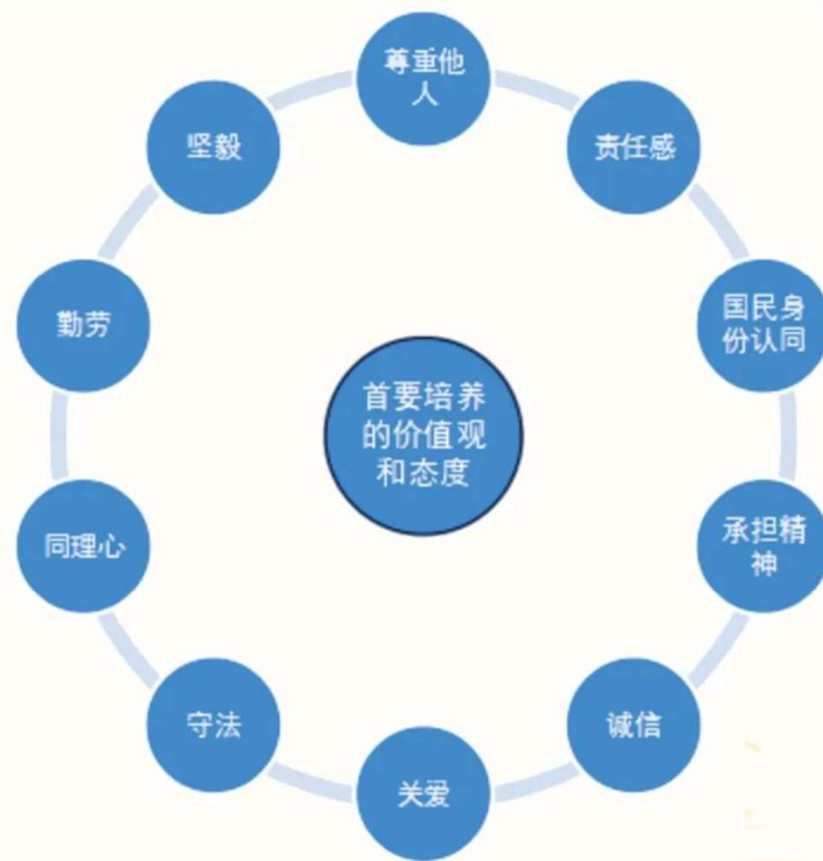 尊重他
人
责任感
国民身
份认同
承担精
神
诚信
关爱
守法
同理心
勤劳
坚毅
首要培养
的价值观
和态度